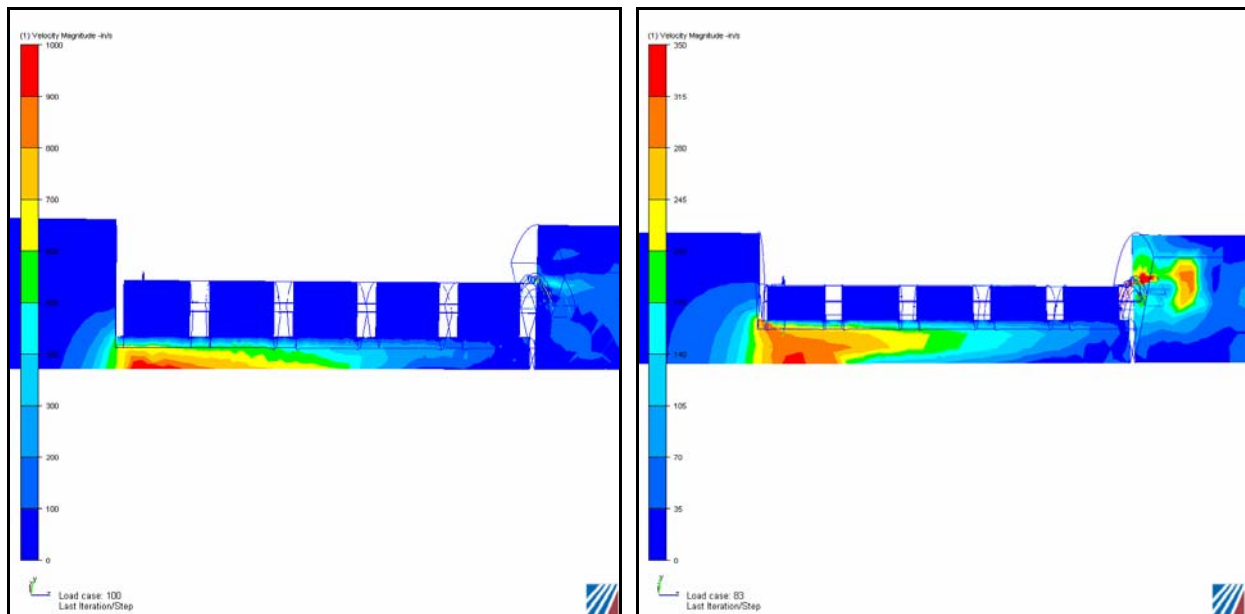 (1) Velocity Magnitude -in/s
1000
900
800
700
300
200
100
0
y
z
Load case: 100
Last Iteration/Step
(1) Velocity Magnitude -in/s
350
315
280
245
140
105
70
35
0
y
z
Load case: 83
Last Iteration/Step